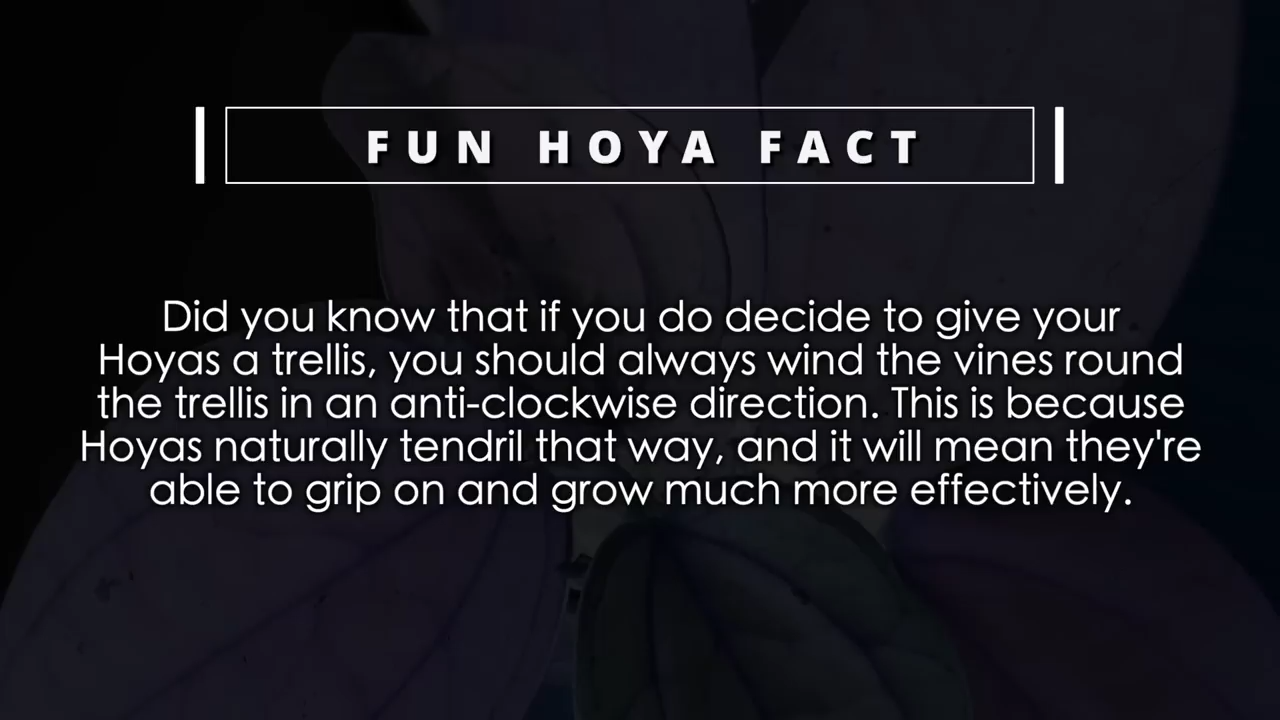 FUN HOYA FACT
Did you know that if you do decide to give your
Hoyas a trellis, you should always wind the vines round
the trellis in an anti-clockwise direction. This is because
Hoyas naturally tendril that way, and it will mean they're
able to grip on and grow much more effectively.